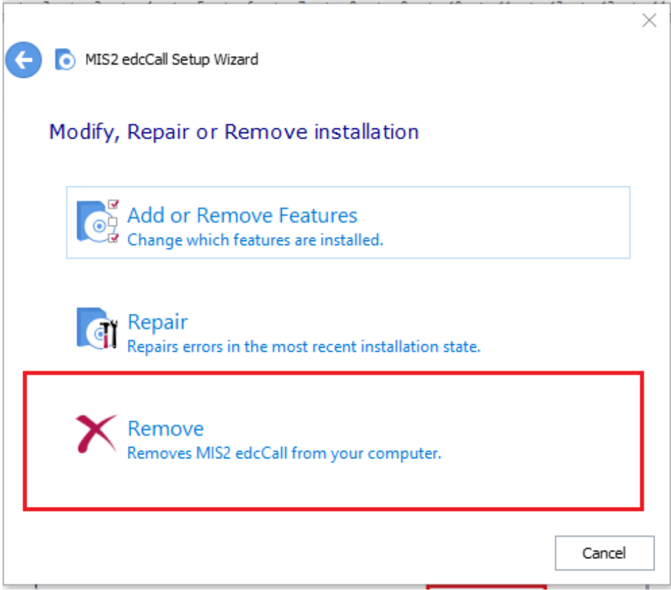 MIS2 edcCall Setup Wizard
Modify, Repair or Remove installation
Add or Remove Features
Change which features are installed.
Repair
Repairs errors in the most recent installation state.
Remove
Removes MIS2 edcCall from your computer.
Cancel